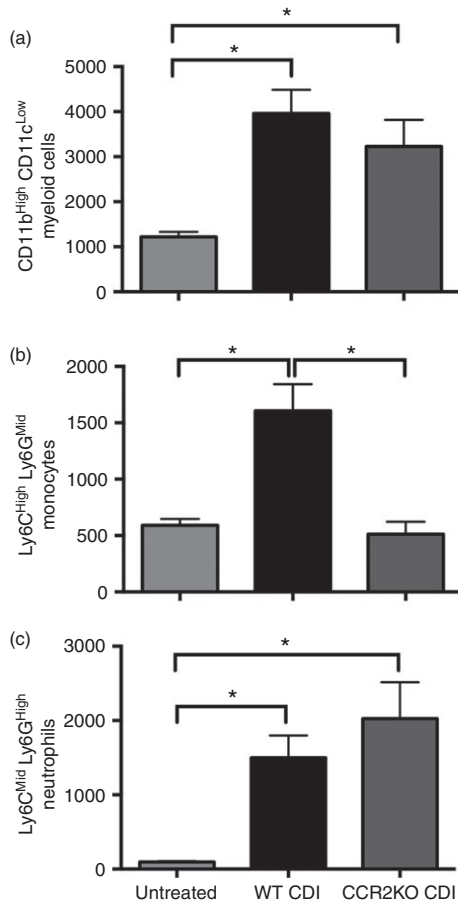 (a)
*
*
5000
4000
3000
2000
1000
0
CD11b^High CD11c^Low
myeloid cells
(b)
*
*
2000
1500
1000
500
0
Ly6C^High Ly6G^Mid
monocytes
(c)
*
*
3000
2000
1000
0
Ly6C^Mid Ly6G^High
neutrophils
Untreated WT CDI CCR2KO CDI